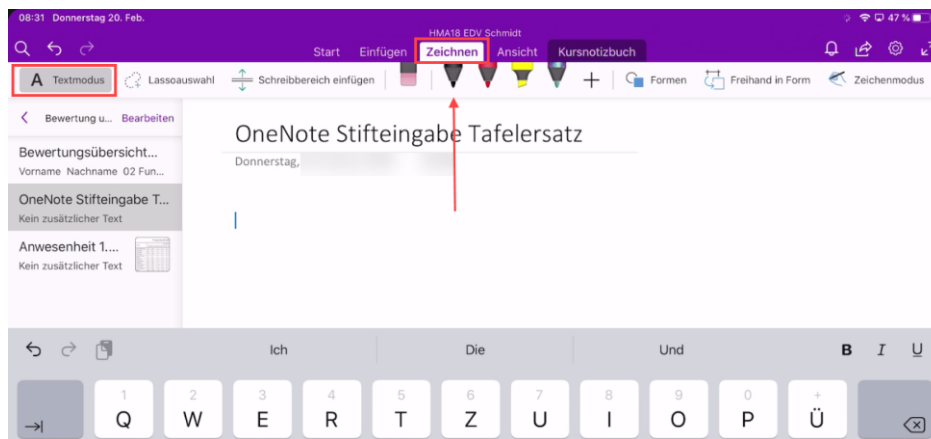 08:31 Donnerstag 20. Feb.
47 %
HMA18 EDV Schmidt
Start Einfügen Zeichnen Ansicht Kursnotizbuch
A Textmodus Lassoauswahl Schreibbereich einfügen Formen Freihand in Form Zeichenmodus
Bewertung u... Bearbeiten
Bewertungsübersicht...
Vorname Nachname 02 Fun...
OneNote Stifteingabe T...
Kein zusätzlicher Text
Anwesenheit 1....
Kein zusätzlicher Text
OneNote Stifteingabe Tafelersatz
Donnerstag,
Ich Die Und B I U
1 2 3 4 5 6 7 8 9 0 +
Q W E R T Z U I O P Ü